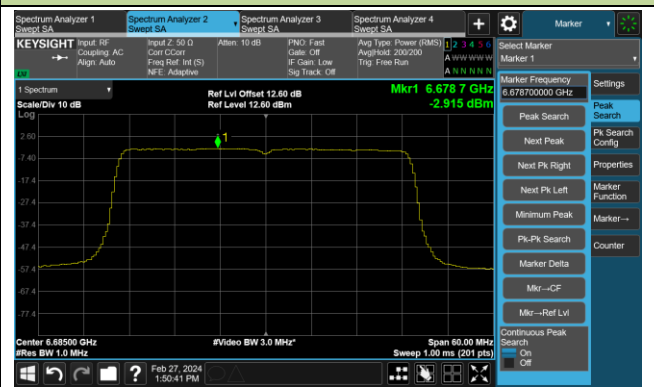 Spectrum Analyzer 1
Swept SA
Spectrum Analyzer 2
Swept SA
Spectrum Analyzer 3
Swept SA
Spectrum Analyzer 4
Swept SA
+
Marker
KEYSIGHT
Input: RF
Coupling: AC
Align: Auto
Input Z: 50 Ω
Corr CCorr
Freq Ref: Int (S)
NFE: Adaptive
Atten: 10 dB
PNO: Fast
Gate: Off
IF Gain: Low
Sig Track: Off
Avg Type: Power (RMS)
Avg|Hold: 200/200
Trig: Free Run
1 2 3 4 5 6
A W W W W W
A N N N N N
Select Marker
Marker 1
1 Spectrum
Scale/Div 10 dB
Log
Ref Lvl Offset 12.60 dB
Ref Level 12.60 dBm
Mkr1 6.678 7 GHz
-2.915 dBm
1
2.60
-7.40
-17.4
-27.4
-37.4
-47.4
-57.4
-67.4
-77.4
Center 6.68500 GHz
#Res BW 1.0 MHz
#Video BW 3.0 MHz*
Span 60.00 MHz
Sweep 1.00 ms (201 pts)
Marker Frequency
6.678700000 GHz
Peak Search
Next Peak
Next Pk Right
Next Pk Left
Minimum Peak
Pk-Pk Search
Marker Delta
Mkr→CF
Mkr→Ref Lvl
Continuous Peak
Search
On
Off
Settings
Peak
Search
Pk Search
Config
Properties
Marker
Function
Marker→
Counter
?
Feb 27, 2024
1:50:41 PM